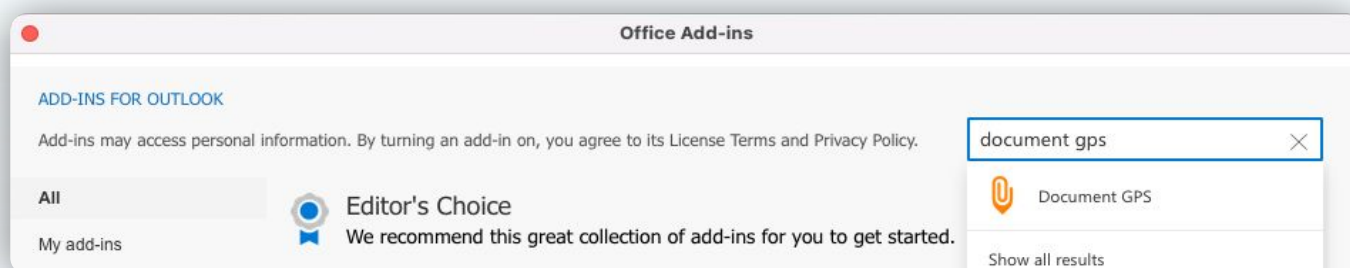 Office Add-ins
ADD-INS FOR OUTLOOK
Add-ins may access personal information. By turning an add-in on, you agree to its License Terms and Privacy Policy.
document gps
All
Document GPS
Editor's Choice
My add-ins
We recommend this great collection of add-ins for you to get started.
Show all results